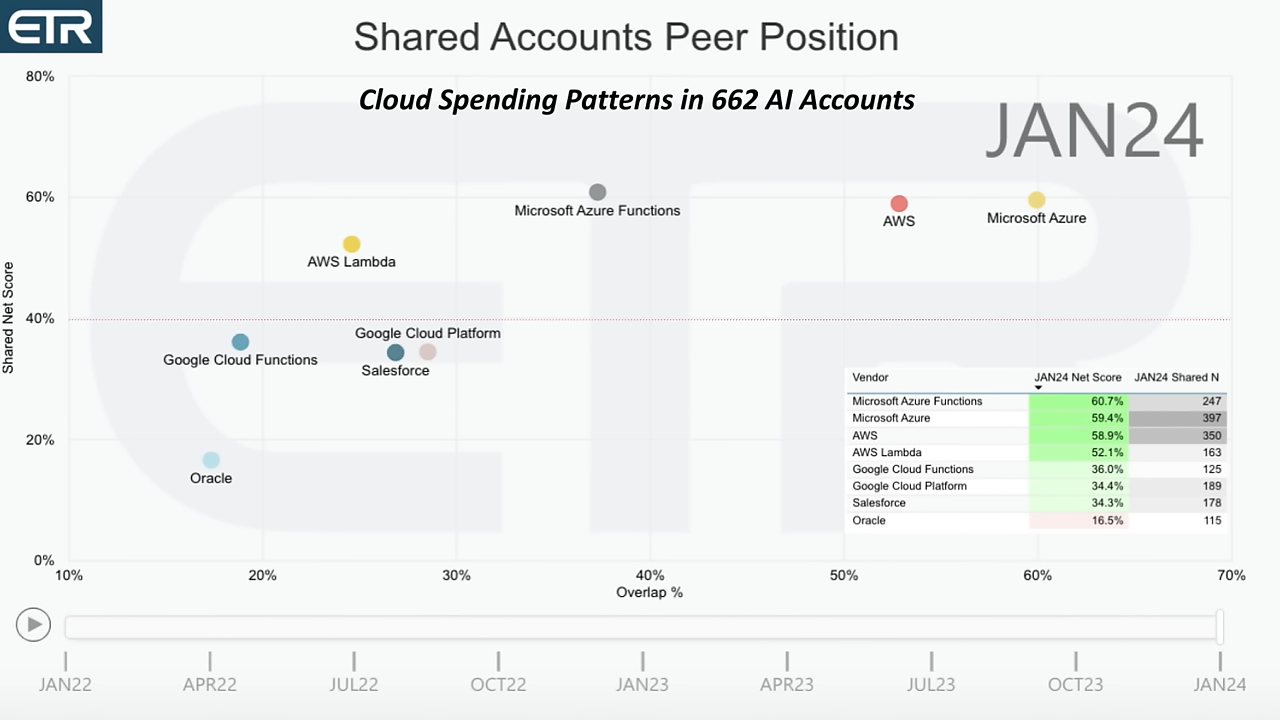 ETR
Shared Accounts Peer Position
Cloud Spending Patterns in 662 AI Accounts
JAN24
80%
60%
40%
20%
0%
Shared Net Score
Microsoft Azure Functions
AWS
Microsoft Azure
AWS Lambda
Google Cloud Platform
Google Cloud Functions
Salesforce
Oracle
Vendor JAN24 Net Score JAN24 Shared N
Microsoft Azure Functions 60.7% 247
Microsoft Azure 59.4% 397
AWS 58.9% 350
AWS Lambda 52.1% 163
Google Cloud Functions 36.0% 125
Google Cloud Platform 34.4% 189
Salesforce 34.3% 178
Oracle 16.5% 115
10% 20% 30% 40% 50% 60% 70%
Overlap %
JAN22 APR22 JUL22 OCT22 JAN23 APR23 JUL23 OCT23 JAN24